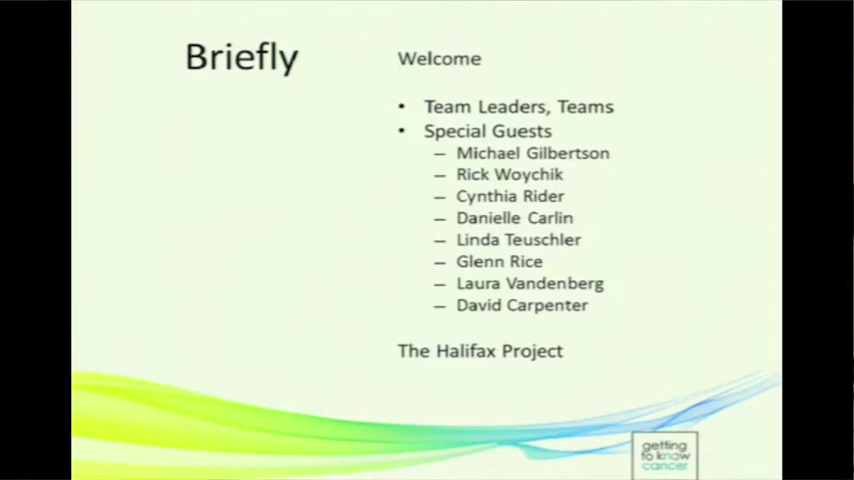 Briefly
Welcome
• Team Leaders, Teams
• Special Guests
– Michael Gilbertson
– Rick Woychik
– Cynthia Rider
– Danielle Carlin
– Linda Teuschler
– Glenn Rice
– Laura Vandenberg
– David Carpenter
The Halifax Project
getting
to know
cancer